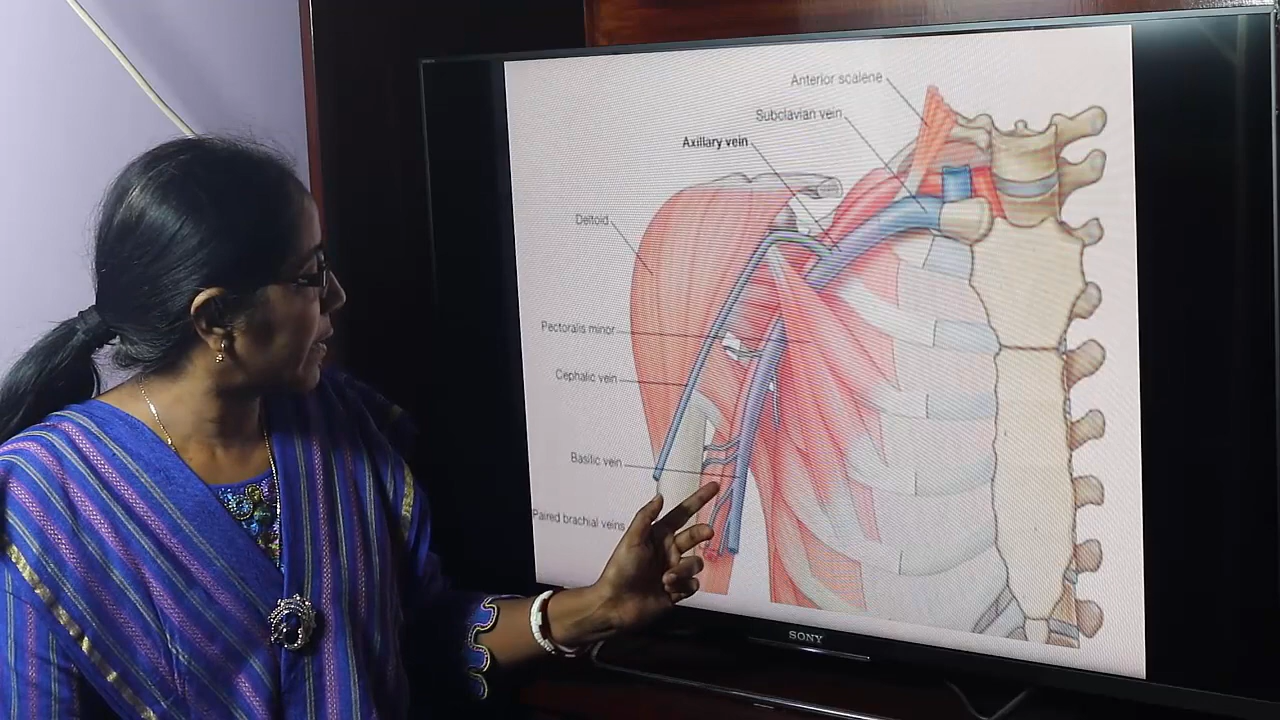 Anterior scalene
Subclavian vein
Axillary vein
Deltoid
Pectoralis minor
Cephalic vein
Basilic vein
Paired brachial veins
SONY